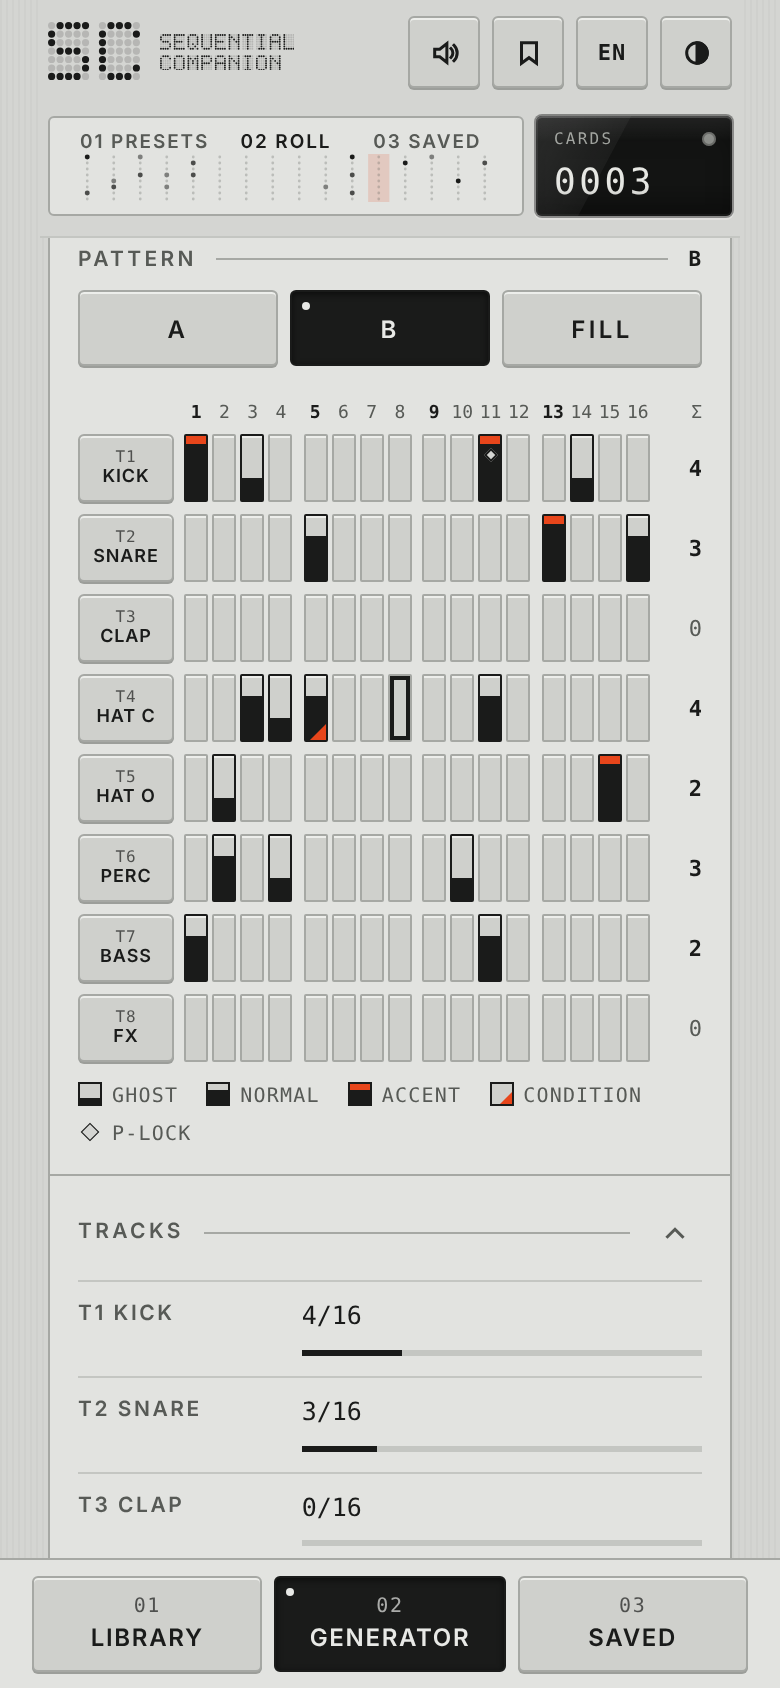 SEQUENTIAL
COMPANION
EN
01 PRESETS 02 ROLL 03 SAVED
CARDS
0003
PATTERN B
A B FILL
1 2 3 4 5 6 7 8 9 10 11 12 13 14 15 16 Σ
T1
KICK 4
T2
SNARE 3
T3
CLAP 0
T4
HAT C 4
T5
HAT O 2
T6
PERC 3
T7
BASS 2
T8
FX 0
GHOST NORMAL ACCENT CONDITION
P-LOCK
TRACKS
T1 KICK 4/16
T2 SNARE 3/16
T3 CLAP 0/16
01 02 03
LIBRARY GENERATOR SAVED